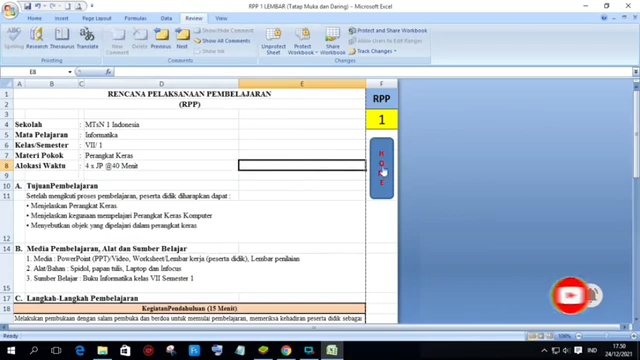 RPP 1 LEMBAR (Tatap Muka dan Daring) - Microsoft Excel
Home Insert Page Layout Formulas Data Review View
ABC
Spelling Research Thesaurus Translate New Comment Delete Previous Next
Show/Hide Comment
Show All Comments
Show Ink
Unprotect Sheet Protect Workbook Share Workbook
Protect and Share Workbook
Allow Users to Edit Ranges
Track Changes
Proofing Comments Changes
E8 fx
A B C D E F
1 RENCANA PELAKSANAAN PEMBELAJARAN RPP
2 (RPP)
3
4 Sekolah : MTsN 1 Indonesia 1
5 Mata Pelajaran : Informatika
6 Kelas/Semester : VII/ 1
7 Materi Pokok : Perangkat Keras
8 Alokasi Waktu : 4 x JP @40 Menit
9
HOME
10 A. TujuanPembelajaran
11 Setelah mengikuti proses pembelajaran, peserta didik diharapkan dapat :
• Menjelaskan Perangkat Keras
• Menjelaskan kegunaan mempelajari Perangkat Keras Komputer
• Menyebutkan objek yang dipelajari dalam perangkat keras
12
14 B. Media Pembelajaran, Alat dan Sumber Belajar
1. Media : PowerPoint (PPT)/Video, Worksheet/Lembar kerja (peserta didik), Lembar penilaian
2. Alat/Bahan : Spidol, papan tulis, Laptop dan Infocus
3. Sumber Belajar : Buku Informatika kelas VII Semester 1
15
17 C. Langkah-Langkah Pembelajaran
18 KegiatanPendahuluan (15 Menit)
Melakukan pembukaan dengan salam pembuka dan berdoa untuk memulai pembelajaran, memeriksa kehadiran peserta didik sebagai
Ready 100%
IND
17.50
24/12/2021